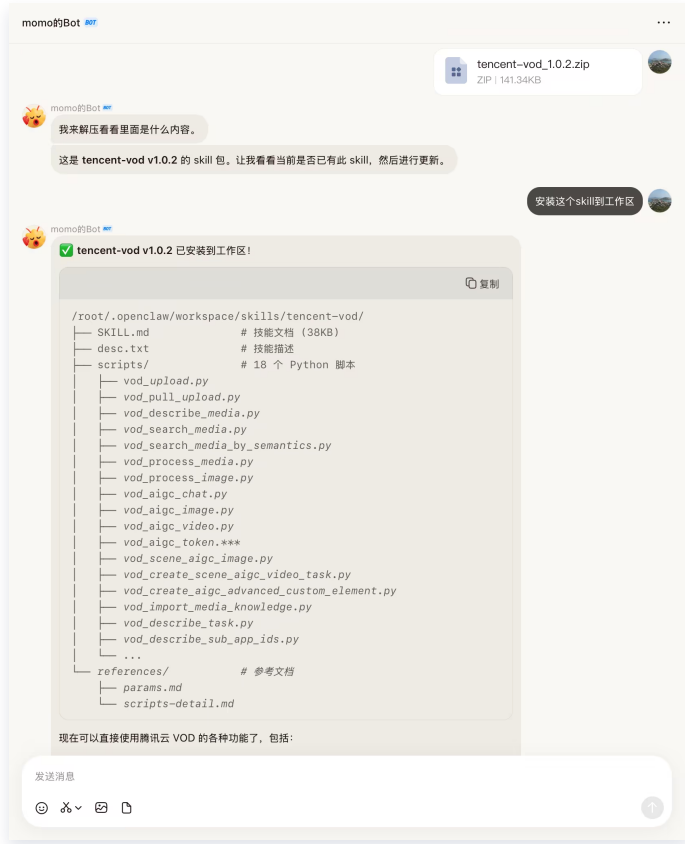 momo的Bot BOT
tencent-vod_1.0.2.zip
ZIP | 141.34KB
momo的Bot BOT
我来解压看看里面是什么内容。
这是 tencent-vod v1.0.2 的 skill 包。让我看看当前是否已有此 skill，然后进行更新。
安装这个skill到工作区
momo的Bot BOT
tencent-vod v1.0.2 已安装到工作区！
复制
/root/.openclaw/workspace/skills/tencent-vod/
├── SKILL.md # 技能文档 (38KB)
├── desc.txt # 技能描述
├── scripts/ # 18 个 Python 脚本
│ ├── vod_upload.py
│ ├── vod_pull_upload.py
│ ├── vod_describe_media.py
│ ├── vod_search_media.py
│ ├── vod_search_media_by_semantics.py
│ ├── vod_process_media.py
│ ├── vod_process_image.py
│ ├── vod_aigc_chat.py
│ ├── vod_aigc_image.py
│ ├── vod_aigc_video.py
│ ├── vod_aigc_token.***
│ ├── vod_scene_aigc_image.py
│ ├── vod_create_scene_aigc_video_task.py
│ ├── vod_create_aigc_advanced_custom_element.py
│ ├── vod_import_media_knowledge.py
│ ├── vod_describe_task.py
│ ├── vod_describe_sub_app_ids.py
│ └── ...
└── references/ # 参考文档
├── params.md
└── scripts-detail.md
现在可以直接使用腾讯云 VOD 的各种功能了，包括：
发送消息